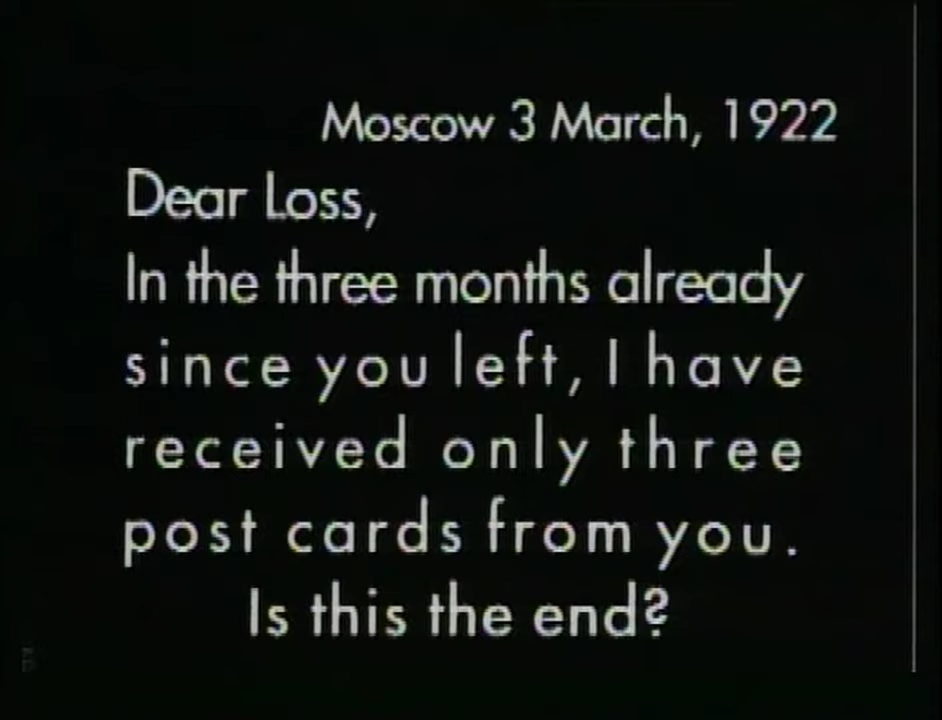 Moscow 3 March, 1922
Dear Loss,
In the three months already
since you left, I have
received only three
post cards from you.
Is this the end?